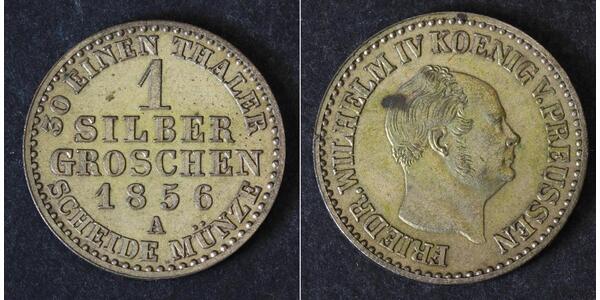 30 EINEN THALER
1
SILBER
GROSCHEN
1856
A
SCHEIDE MÜNZE
FRIEDR. WILHELM IV KOENIG V. PREUSSEN